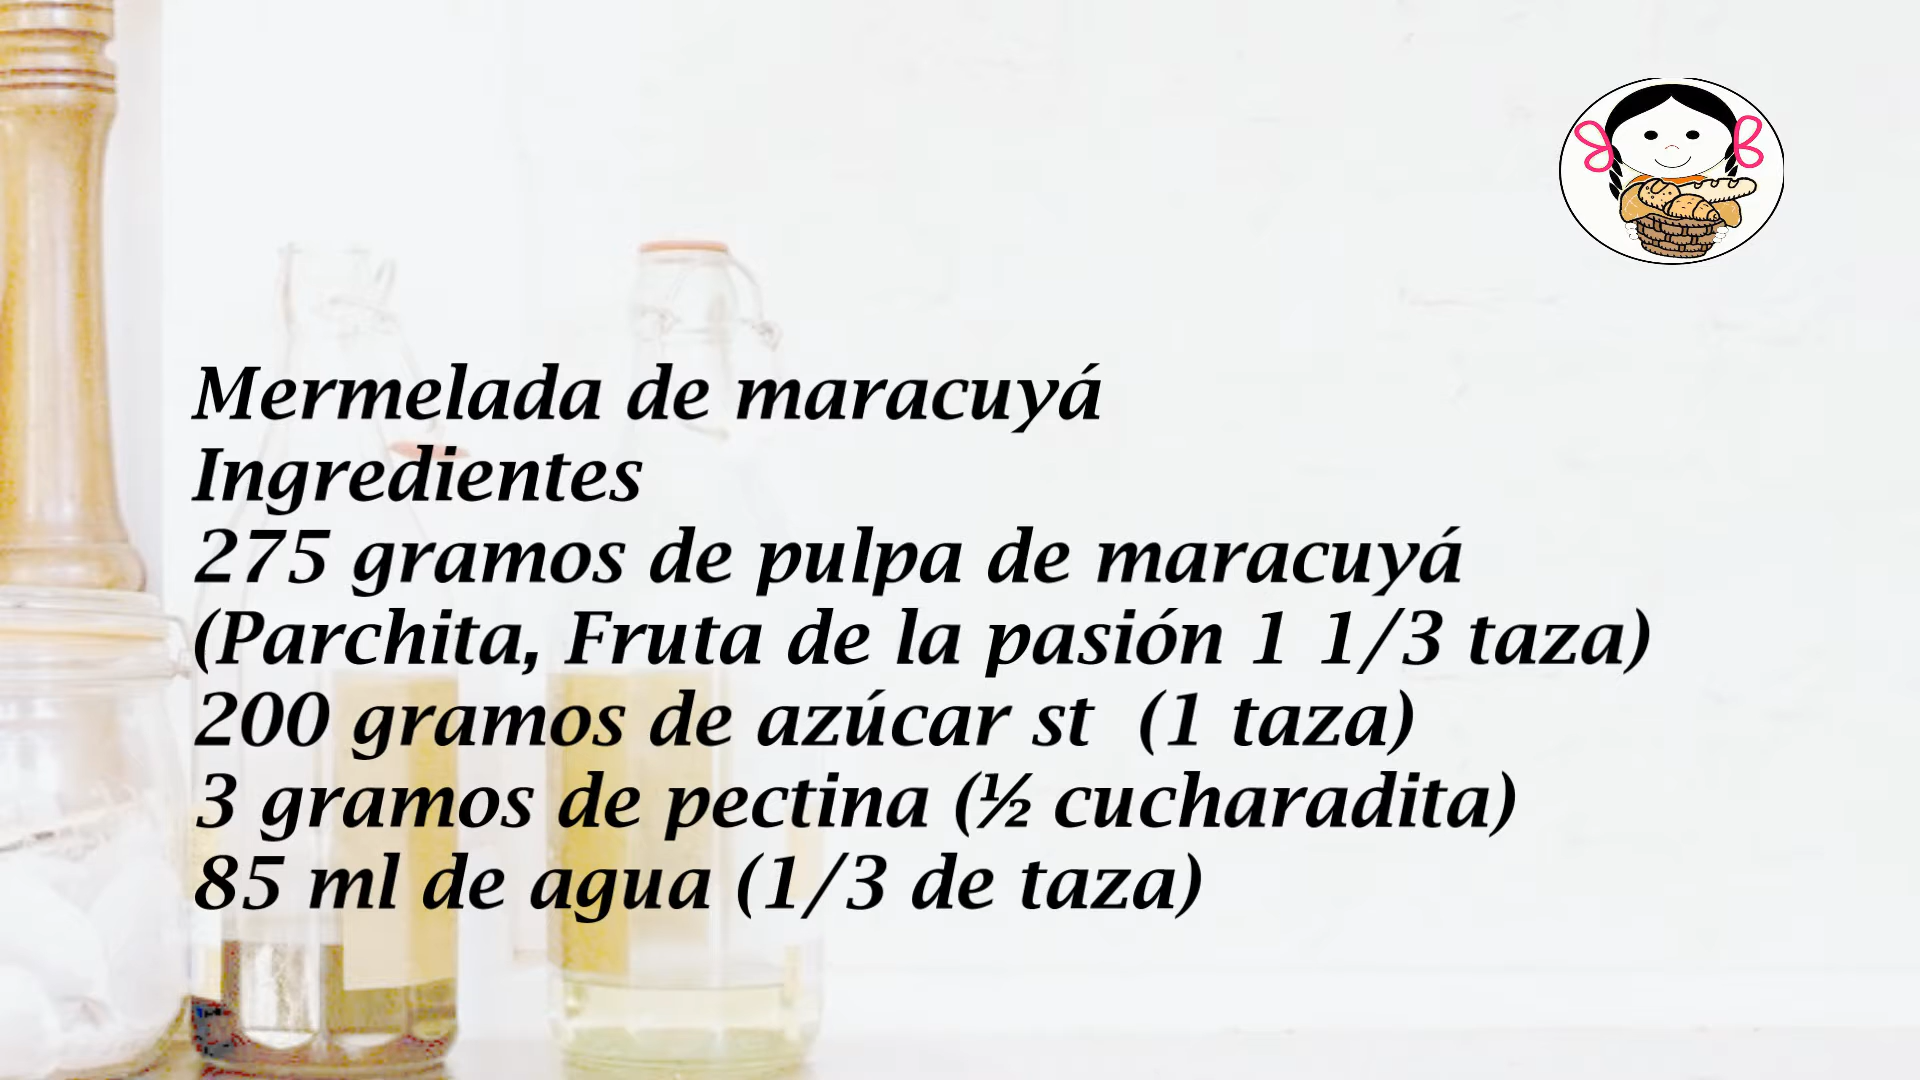 Mermelada de maracuyá
Ingredientes
275 gramos de pulpa de maracuyá
(Parchita, Fruta de la pasión 1 1/3 taza)
200 gramos de azúcar st  (1 taza)
3 gramos de pectina (½ cucharadita)
85 ml de agua (1/3 de taza)